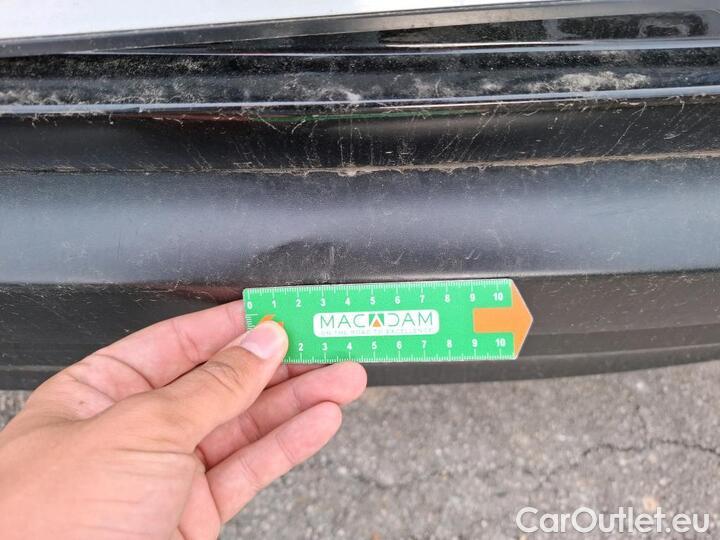 0 1 2 3 4 5 6 7 8 9 10
MACADAM
ON THE ROAD TO EXCELLENCE
2 3 4 5 6 7 8 9 10
CarOutlet.eu